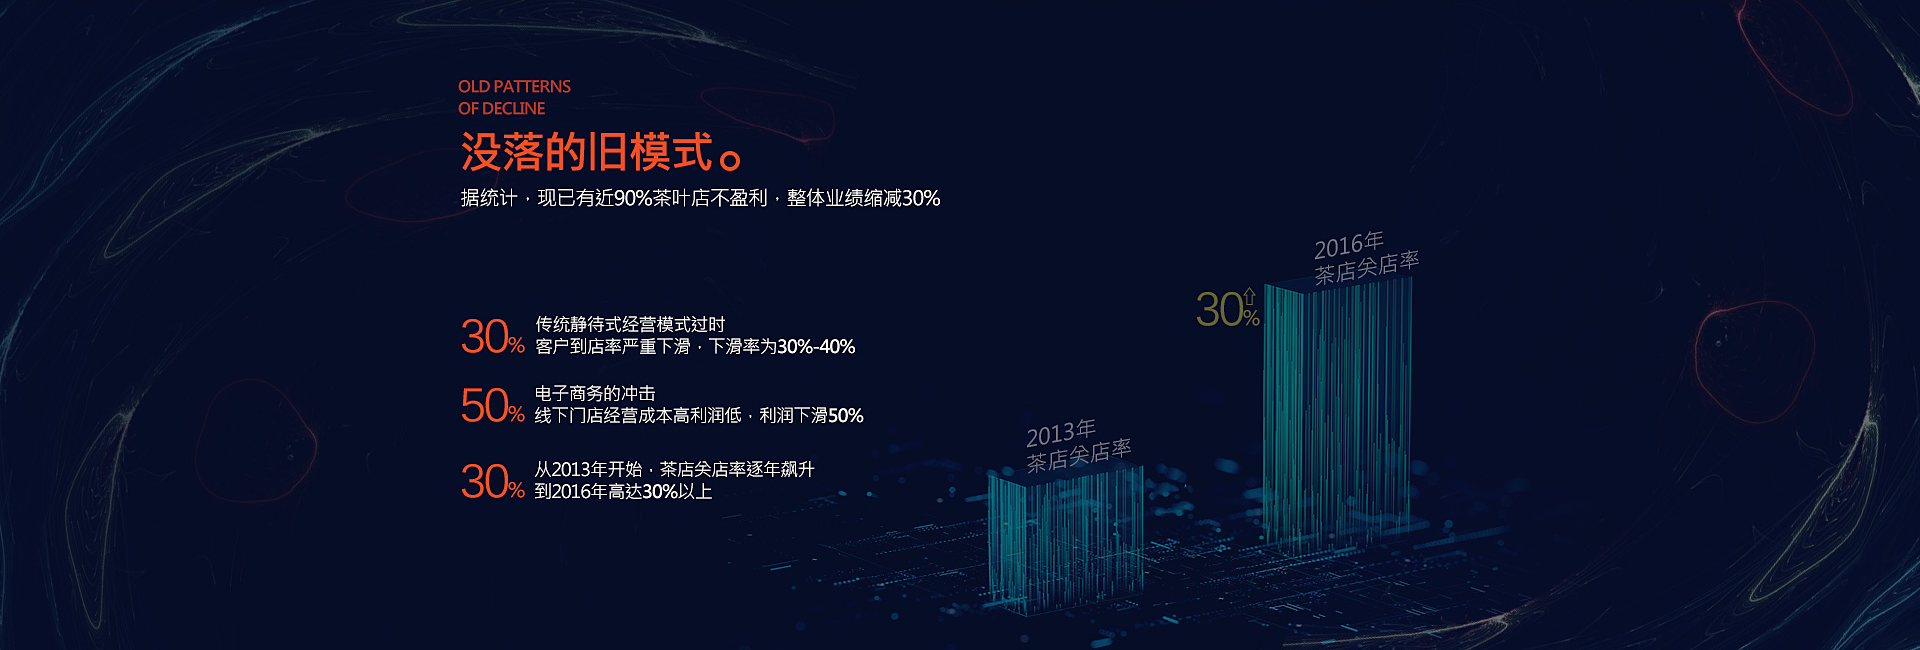 OLD PATTERNS
OF DECLINE
没落的旧模式。
据统计，现已有近90%茶叶店不盈利，整体业绩缩减30%
30%
传统静待式经营模式过时
客户到店率严重下滑，下滑率为30%-40%
50%
电子商务的冲击
线下门店经营成本高利润低，利润下滑50%
30%
从2013年开始，茶店关店率逐年飙升
到2016年高达30%以上
2013年
茶店关店率
30%⇧
2016年
茶店关店率